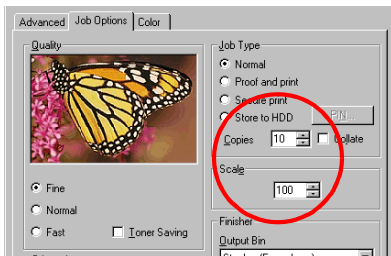 Advanced Job Options Color
Quality
Fine
Normal
Fast Toner Saving
Job Type
Normal
Proof and print
Secure print
Store to HDD PIN...
Copies 10 Collate
Scale
100
Finisher
Output Bin